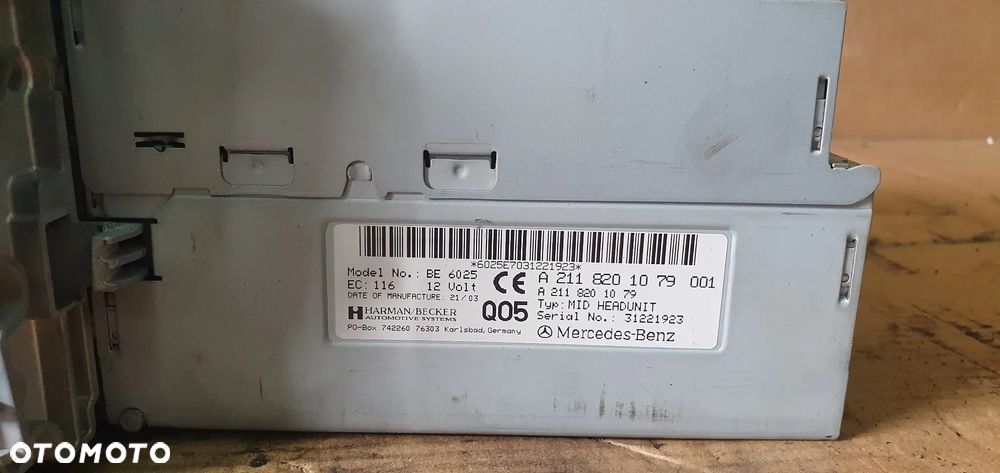 *6025E7031221923*
Model No.: BE 6025
EC: 116 12 Volt
DATE OF MANUFACTURE: 21/03
HARMAN/BECKER
AUTOMOTIVE SYSTEMS
PO-Box 742260 76303 Karlsbad, Germany
CE
Q05
A 211 820 10 79 001
A 211 820 10 79
Typ: MID HEADUNIT
Serial No.: 31221923
Mercedes-Benz
OTOMOTO